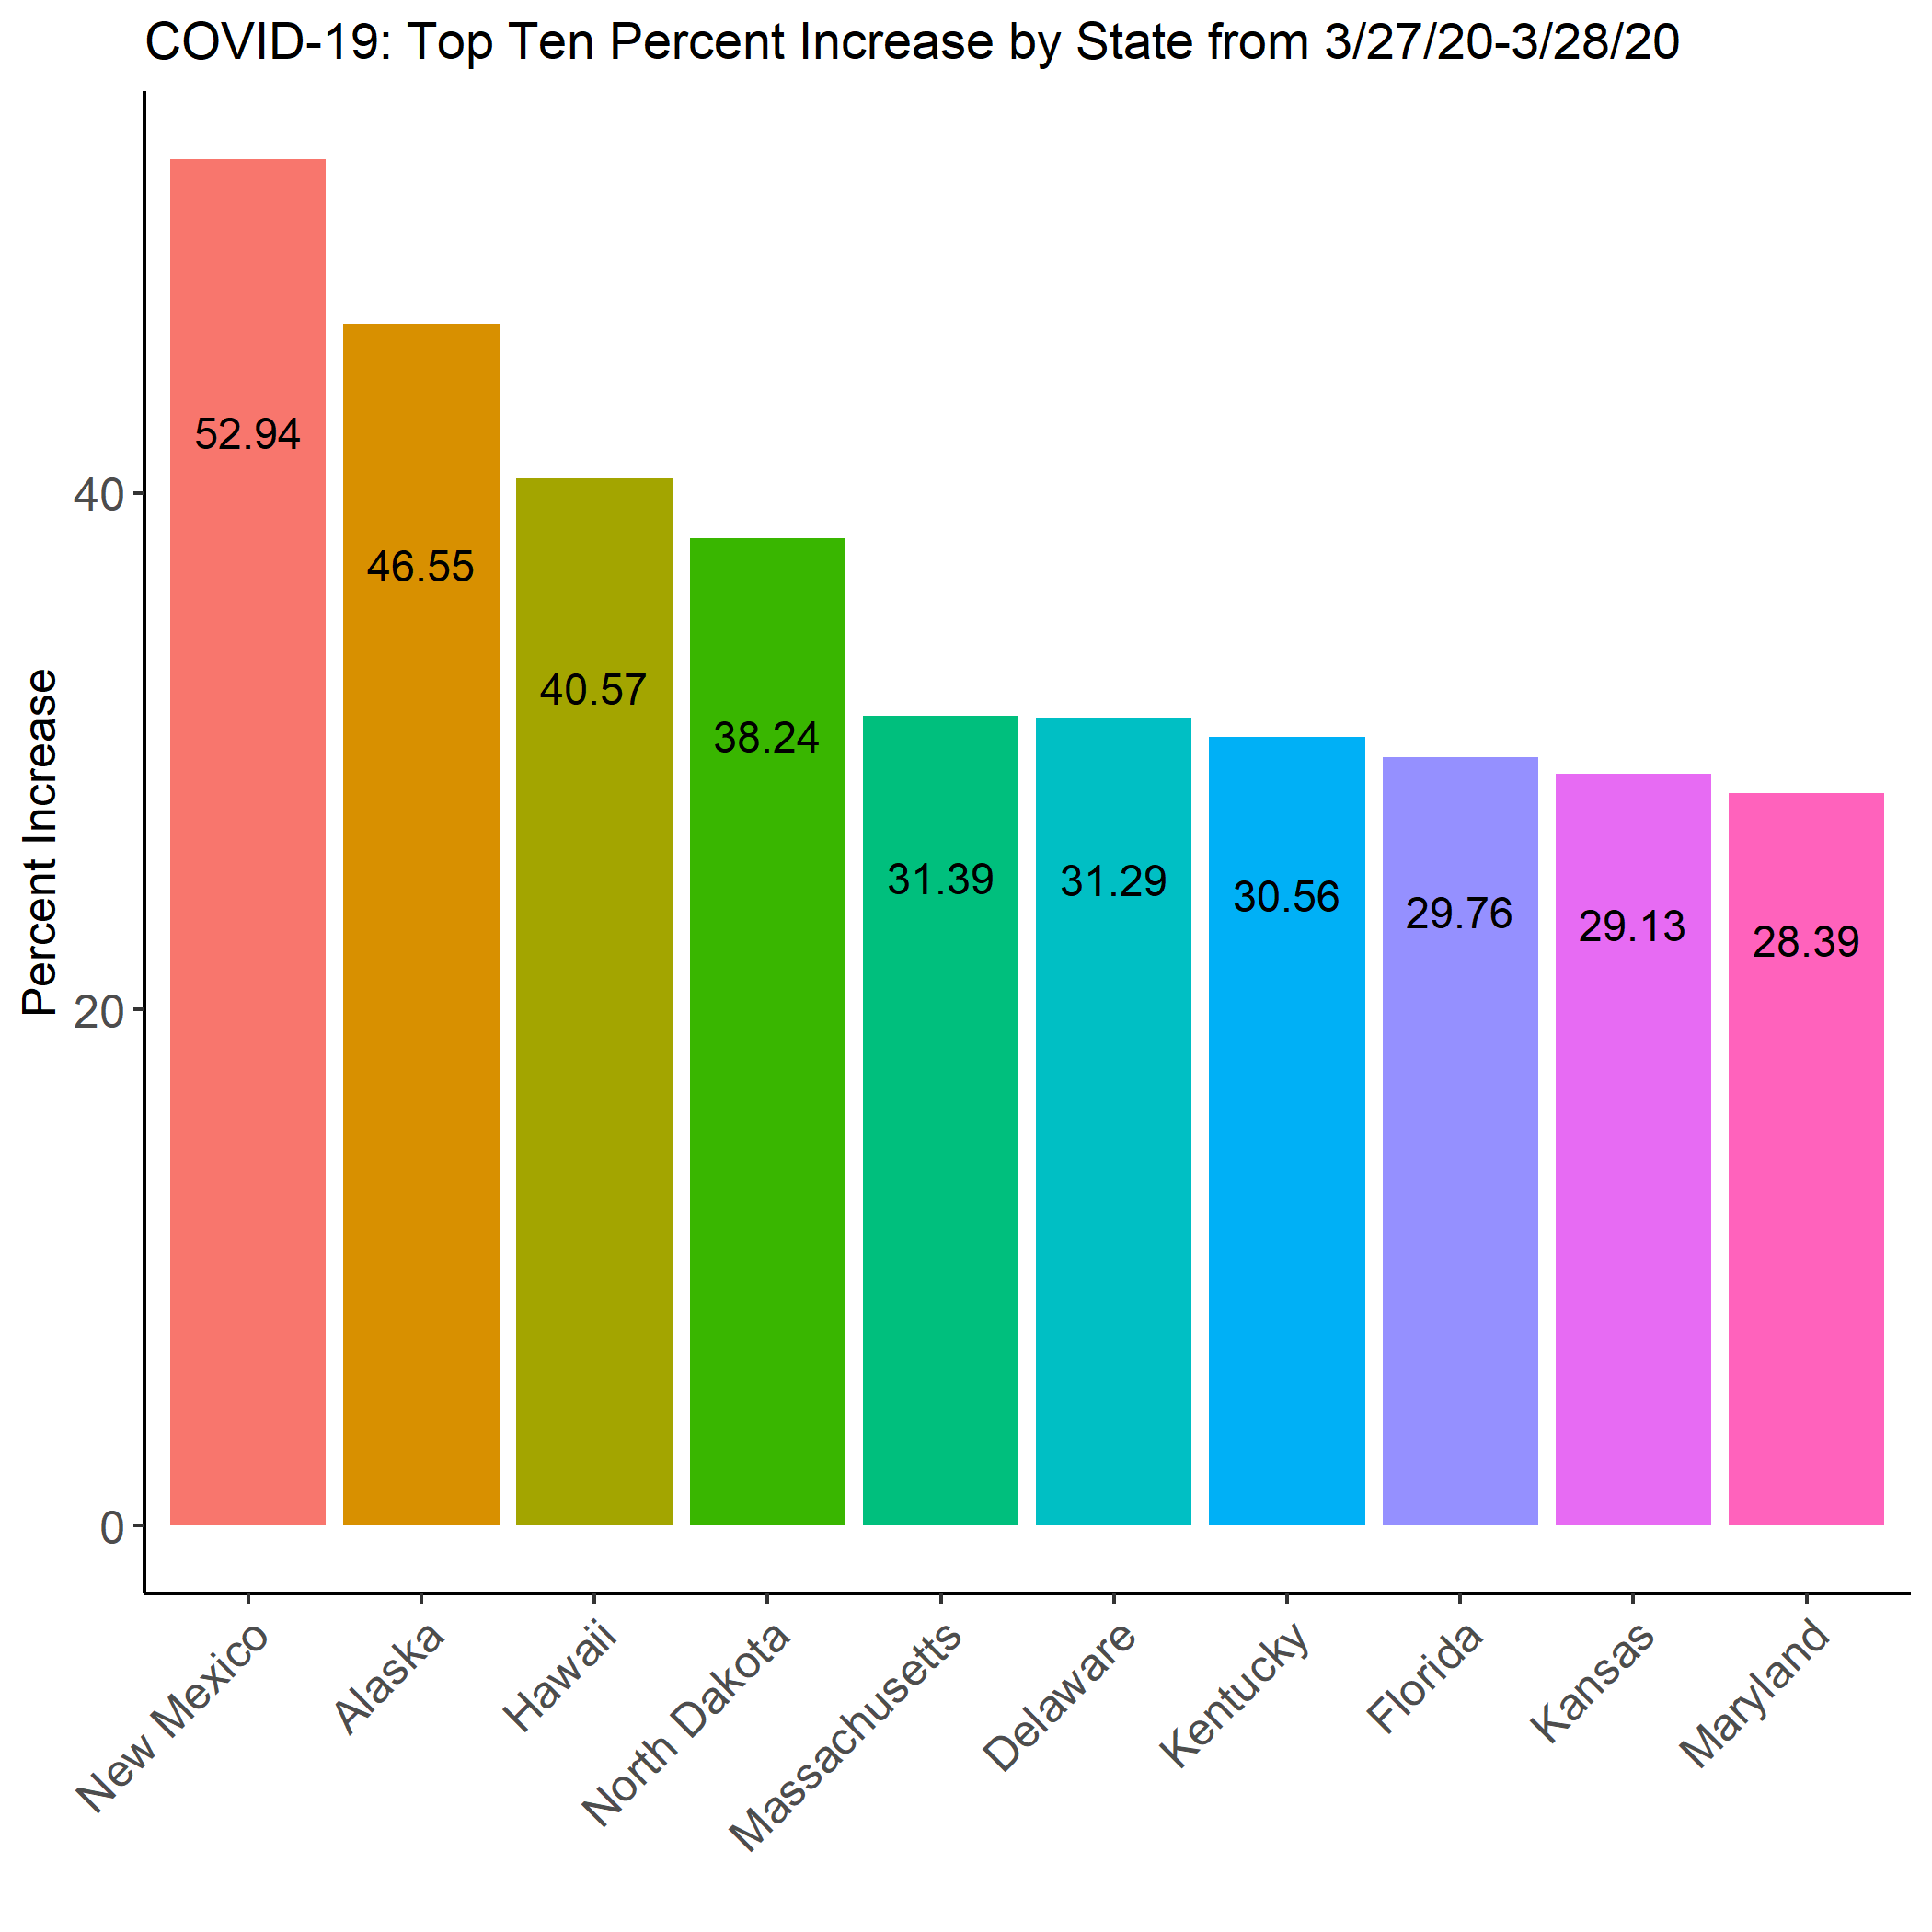 COVID-19: Top Ten Percent Increase by State from 3/27/20-3/28/20
Percent Increase
40
20
0
52.94
46.55
40.57
38.24
31.39
31.29
30.56
29.76
29.13
28.39
New Mexico
Alaska
Hawaii
North Dakota
Massachusetts
Delaware
Kentucky
Florida
Kansas
Maryland